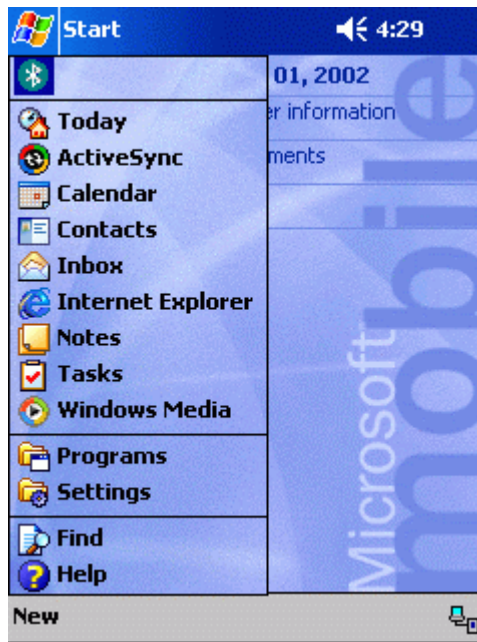 Start 4:29
01, 2002
er information
ments
Today
ActiveSync
Calendar
Contacts
Inbox
Internet Explorer
Notes
Tasks
Windows Media
Programs
Settings
Find
Help
Microsoft
mobile
New